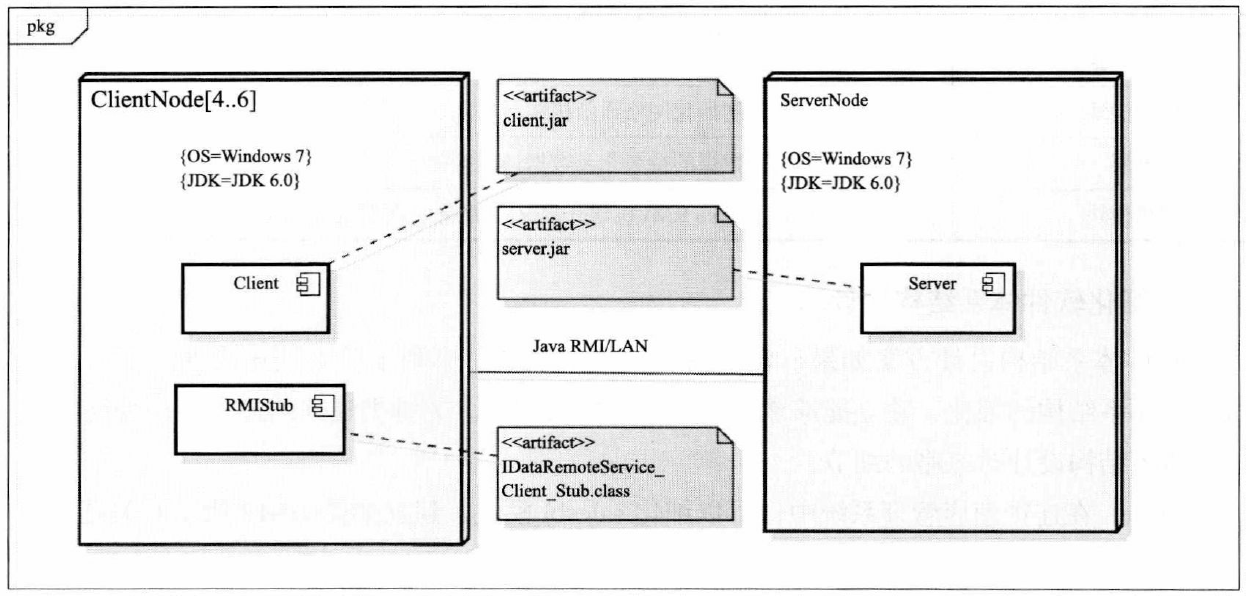 pkg
ClientNode[4..6]
{OS=Windows 7}
{JDK=JDK 6.0}
Client
RMIStub
<<artifact>>
client.jar
<<artifact>>
server.jar
Java RMI/LAN
<<artifact>>
IDataRemoteService_
Client_Stub.class
ServerNode
{OS=Windows 7}
{JDK=JDK 6.0}
Server